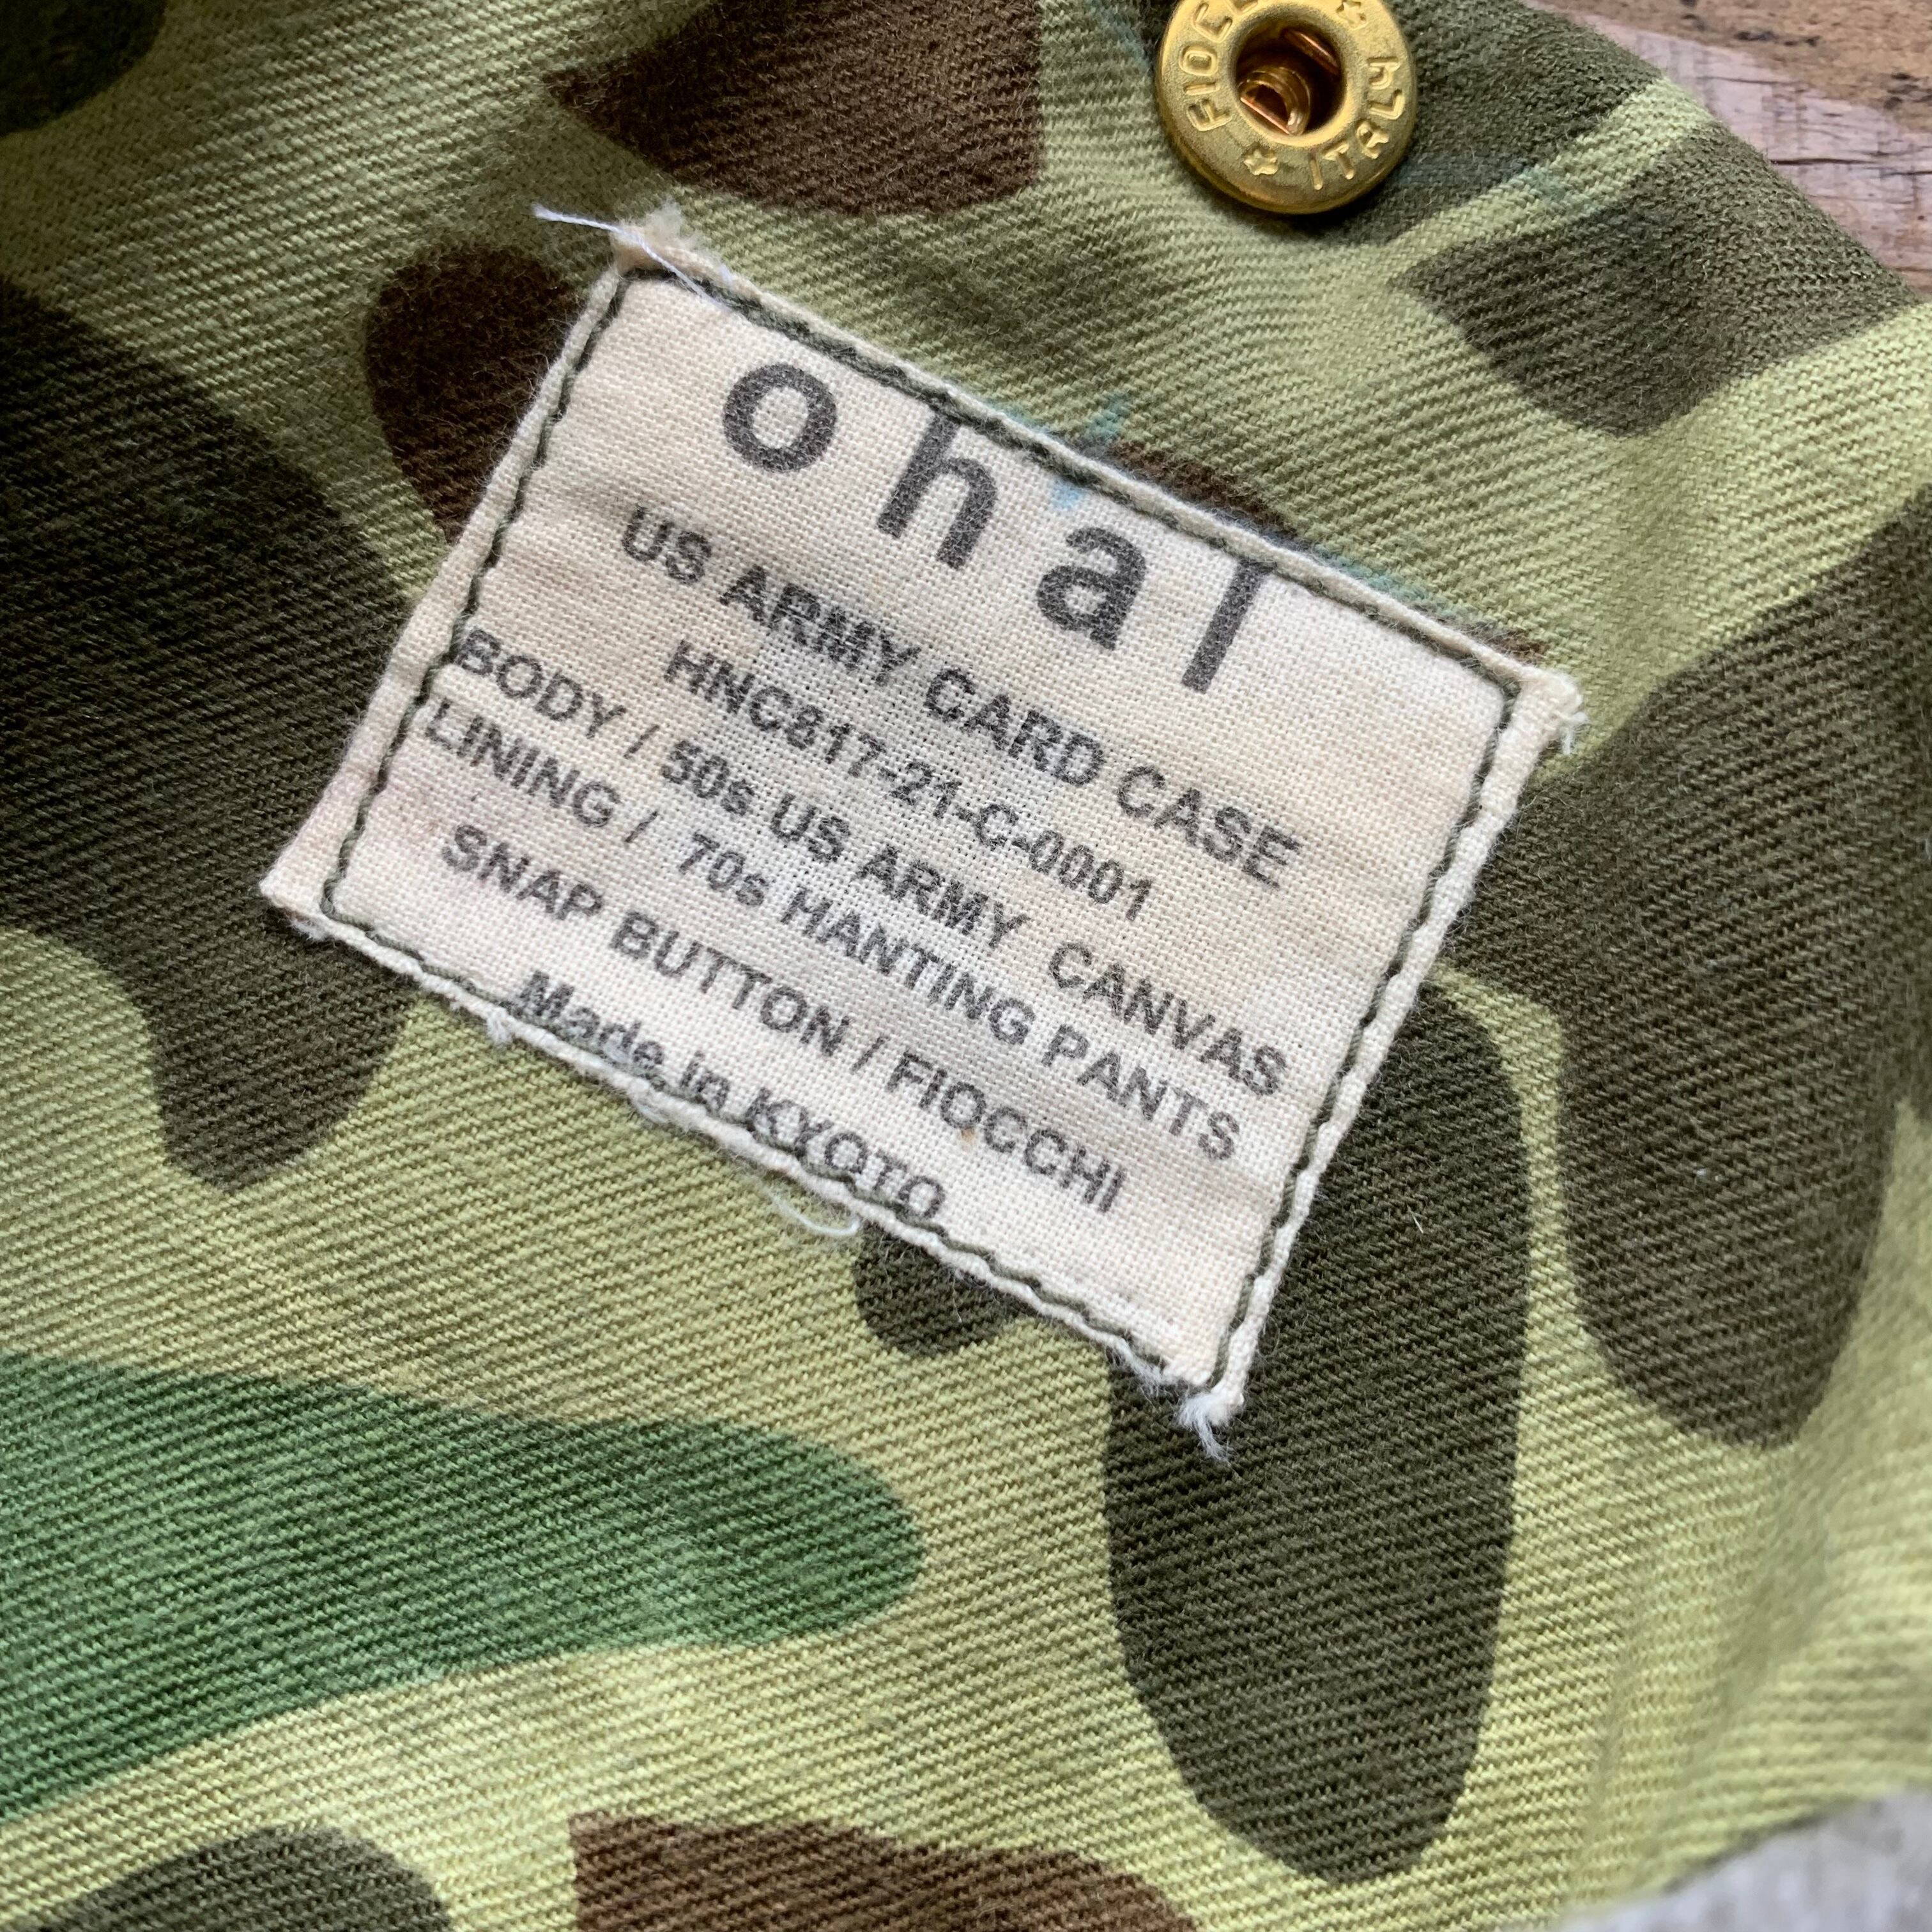 FIOC ITALY
ohal
US ARMY CARD CASE
HNC817-21-C-0001
BODY / 50s US ARMY CANVAS
LINING / 70s HANTING PANTS
SNAP BUTTON / FIOCCHI
Made in KYOTO